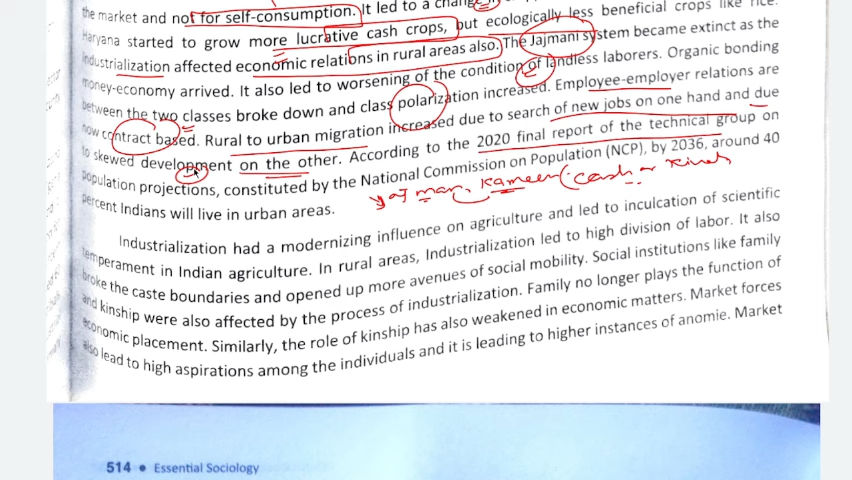 the market and not for self-consumption. It led to a change
Haryana started to grow more lucrative cash crops, but ecologically less beneficial crops like rice.
Industrialization affected economic relations in rural areas also. The Jajmani system became extinct as the
money-economy arrived. It also led to worsening of the condition of landless laborers. Organic bonding
between the two classes broke down and class polarization increased. Employee-employer relations are
now contract based. Rural to urban migration increased due to search of new jobs on one hand and due
to skewed development on the other. According to the 2020 final report of the technical group on
population projections, constituted by the National Commission on Population (NCP), by 2036, around 40
percent Indians will live in urban areas.
Kameen (cash or kind
Industrialization had a modernizing influence on agriculture and led to inculcation of scientific
temperament in Indian agriculture. In rural areas, Industrialization led to high division of labor. It also
broke the caste boundaries and opened up more avenues of social mobility. Social institutions like family
and kinship were also affected by the process of industrialization. Family no longer plays the function of
economic placement. Similarly, the role of kinship has also weakened in economic matters. Market forces
also lead to high aspirations among the individuals and it is leading to higher instances of anomie. Market
514 • Essential Sociology